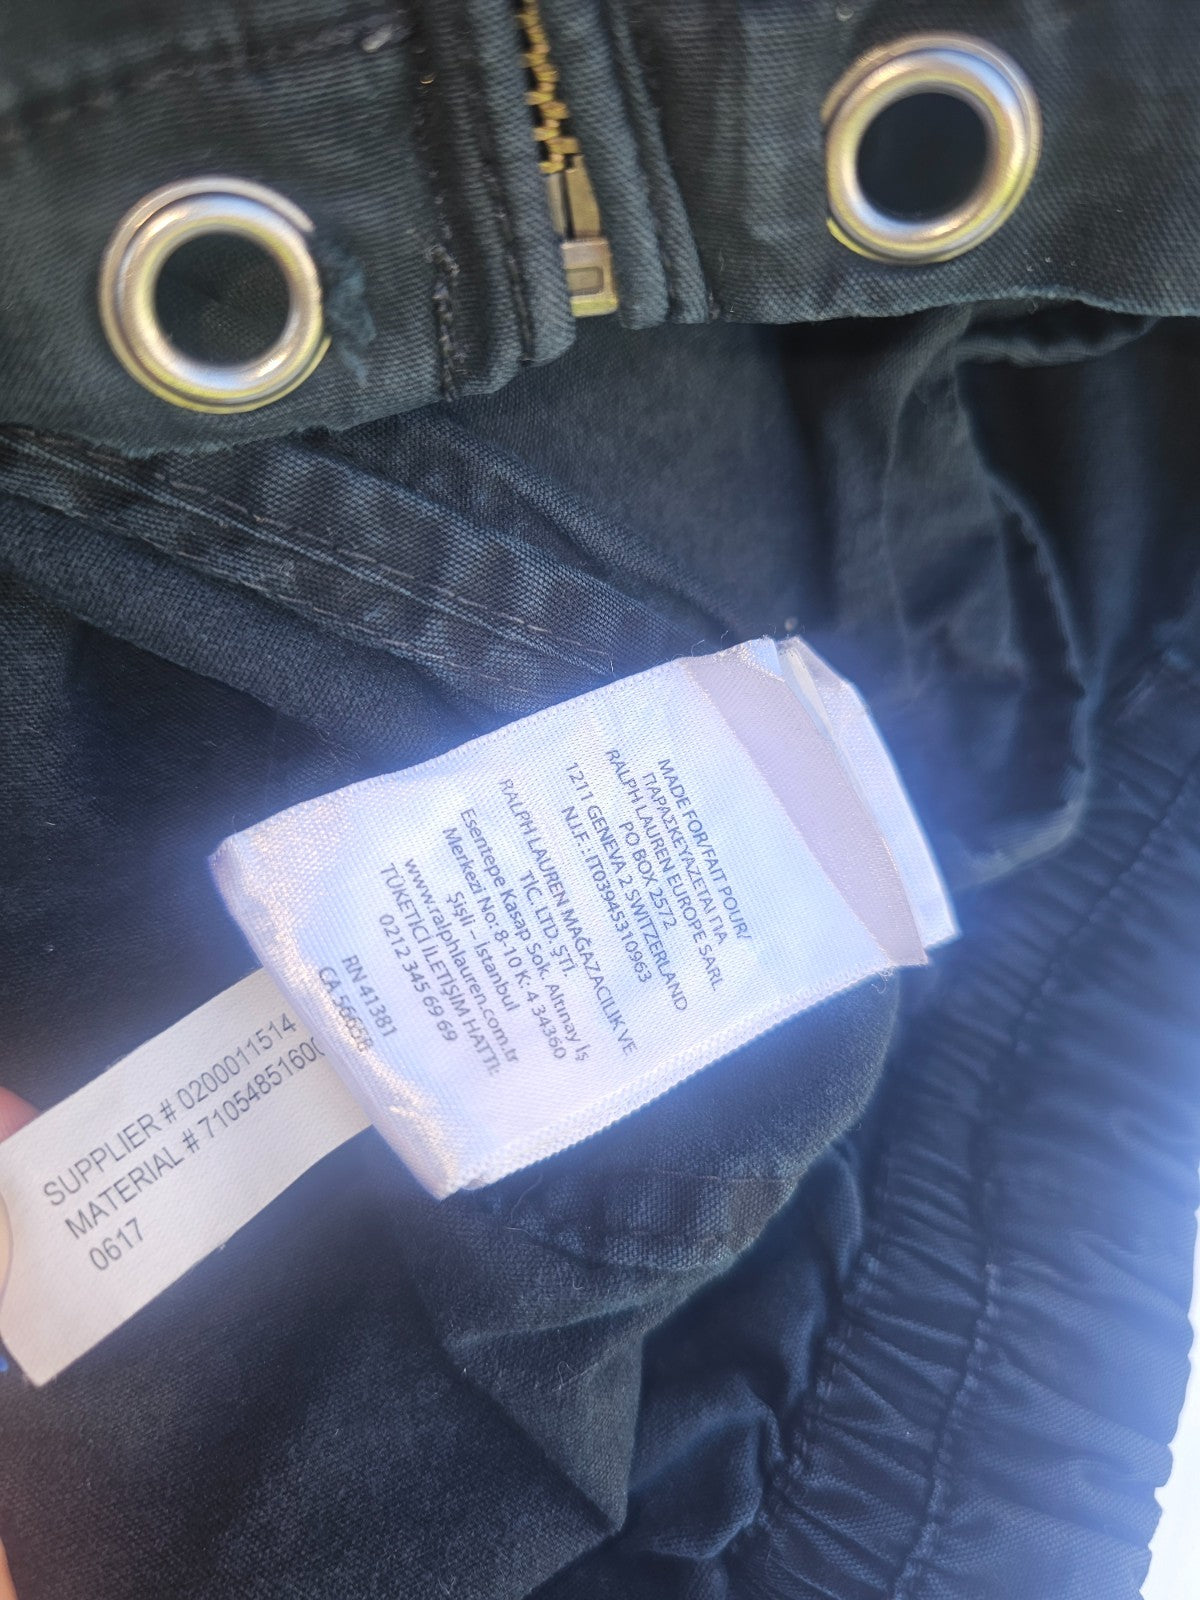 MADE FOR/FAIT POUR/
ΠΑΡΑΣΚΕΥΑΖΕΤΑΙ ΓΙΑ
RALPH LAUREN EUROPE SARL
PO BOX 2572
1211 GENEVA 2 SWITZERLAND
N.I.F.: IT03945310963
RALPH LAUREN MAĞAZACILIK VE
TİC. LTD. ŞTİ.
Esentepe Kasap Sok. Altınay İş
Merkezi No: 8-10 K: 4 34360
Şişli - İstanbul
www.ralphlauren.com.tr
TÜKETİCİ İLETİŞİM HATTI:
0212 345 69 69
RN 41381
CA 56658
SUPPLIER # 0200011514
MATERIAL # 7105485160
0617